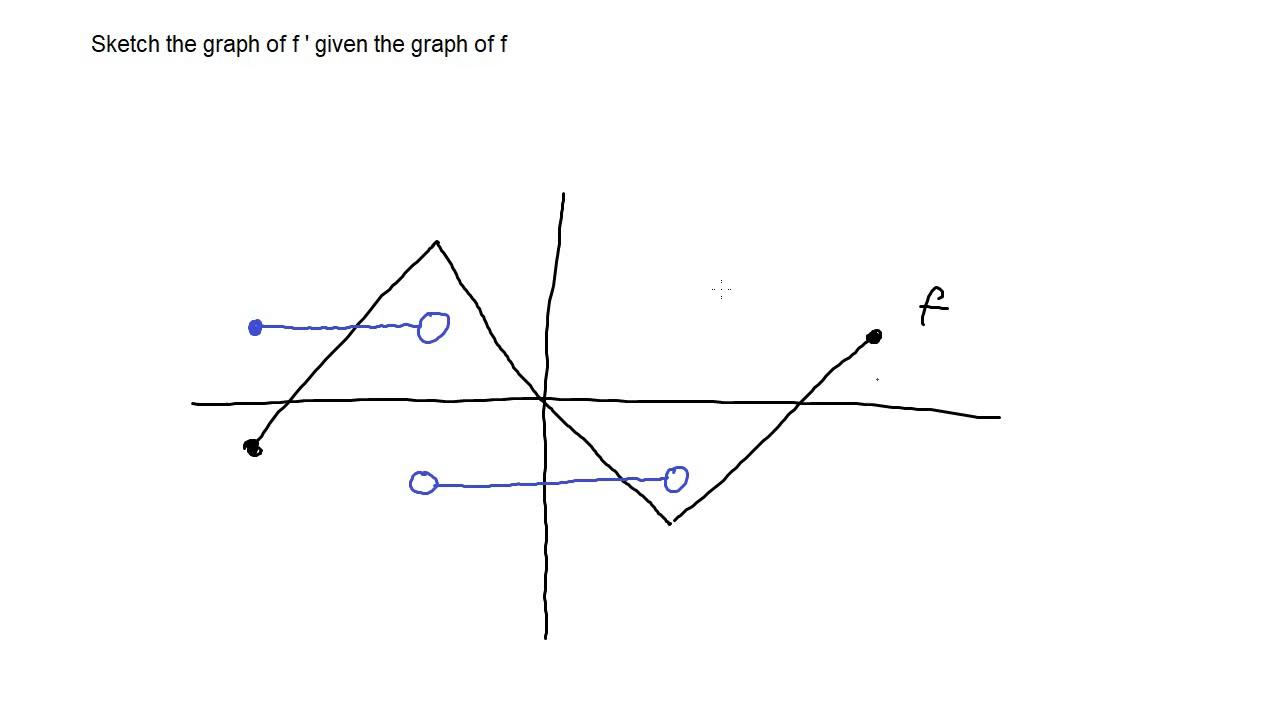 Sketch the graph of f ' given the graph of f
f